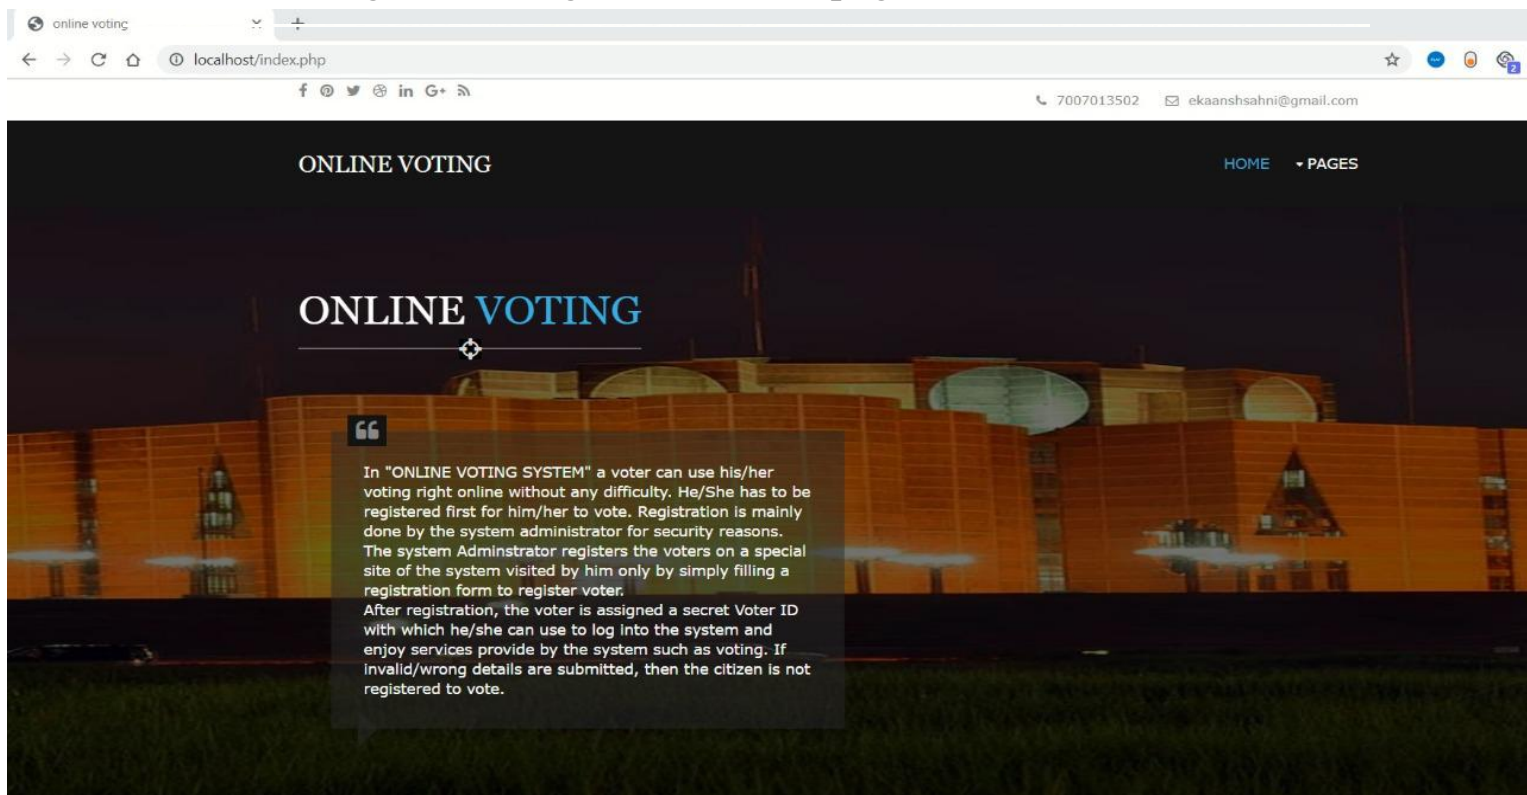 online voting
localhost/index.php
2
f in G+
7007013502 ekaanshsahni@gmail.com
ONLINE VOTING
HOME PAGES
ONLINE VOTING
In "ONLINE VOTING SYSTEM" a voter can use his/her
voting right online without any difficulty. He/She has to be
registered first for him/her to vote. Registration is mainly
done by the system administrator for security reasons.
The system Adminstrator registers the voters on a special
site of the system visited by him only by simply filling a
registration form to register voter.
After registration, the voter is assigned a secret Voter ID
with which he/she can use to log into the system and
enjoy services provide by the system such as voting. If
invalid/wrong details are submitted, then the citizen is not
registered to vote.